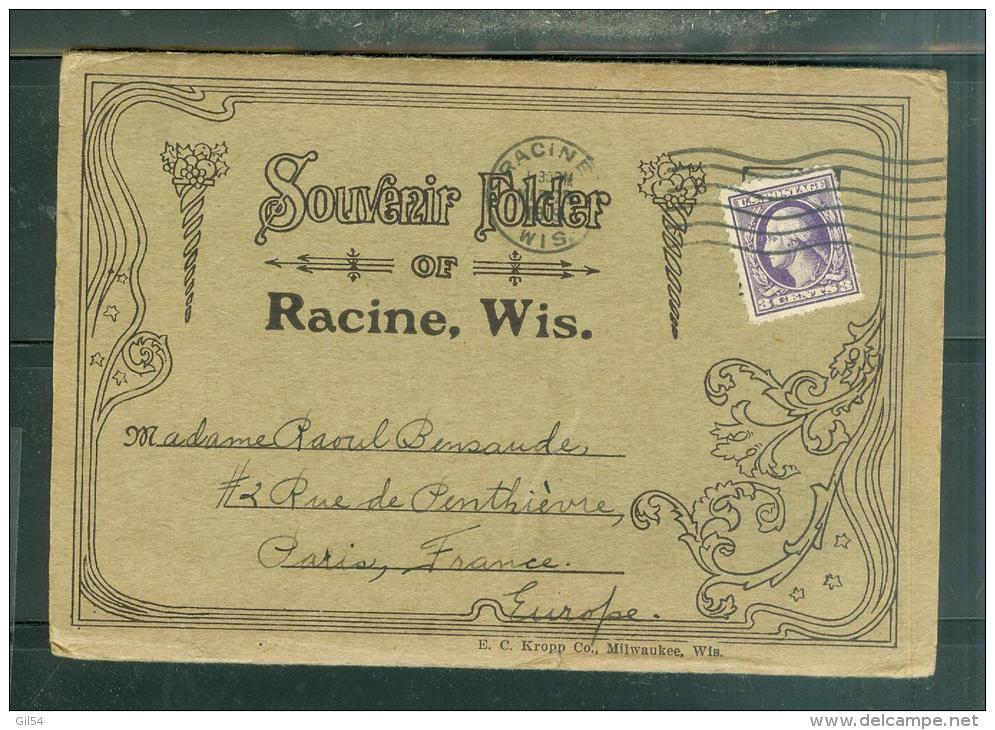 RACINE
WIS.
U.S. POSTAGE
3 CENTS 3
Souvenir Folder
OF
Racine, Wis.
Madame Raoul Bensaude,
#2 Rue de Penthièvre,
Paris, France.
Europe.
E. C. Kropp Co., Milwaukee, Wis.
Gil54
www.delcampe.net